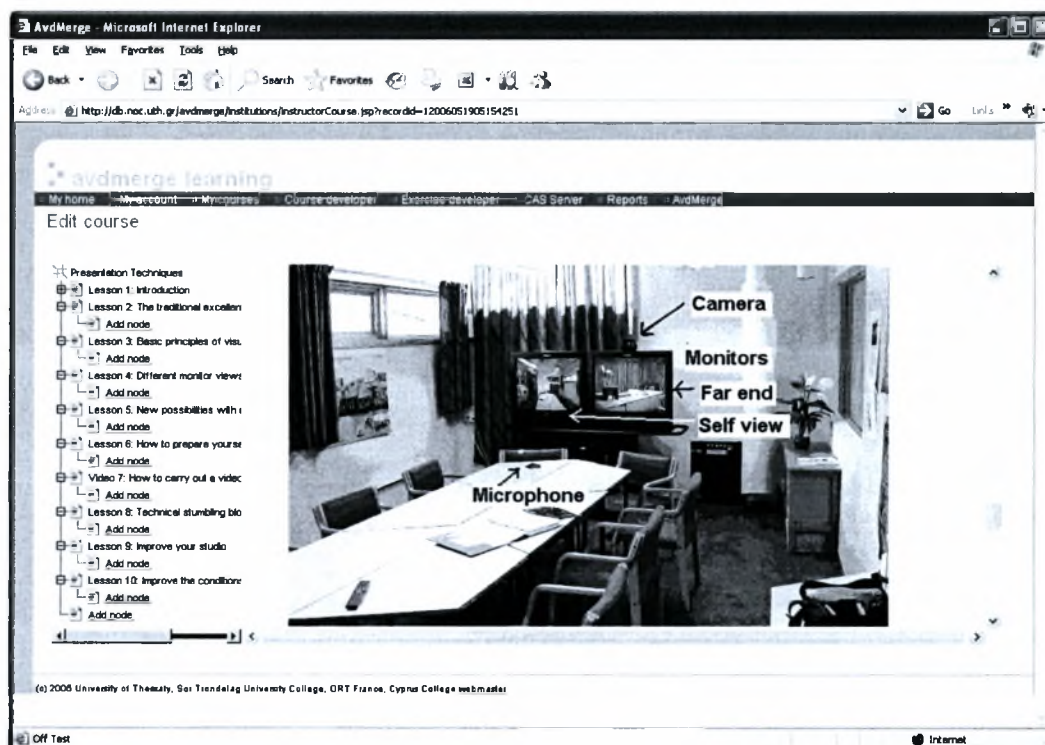 AvdMerge - Microsoft Internet Explorer
File Edit View Favorites Tools Help
Back Search Favorites
Address http://db.noc.uth.gr/avdmerge/institutions/instructorCourse.jsp?recordid=12006051905154251 Go Links »
avdmerge learning
My home My account My courses Course developer Exercise developer CAS Server Reports AvdMerge
Edit course
Presentation Techniques
Lesson 1: Introduction
Lesson 2: The traditional excellen
Add node
Lesson 3: Basic principles of visu
Add node
Lesson 4: Different monitor views
Add node
Lesson 5. New possibilities with
Add node
Lesson 6: How to prepare yourse
Add node
Video 7: How to carry out a videc
Add node
Lesson 8: Technical stumbling blo
Add node
Lesson 9: Improve your studio
Add node
Lesson 10: Improve the conditions
Add node
Add node
Camera
Monitors
Far end
Self view
Microphone
(c) 2006 University of Thessaly, Sor Trondelag University College, ORT France, Cyprus College webmaster
Off Test Internet